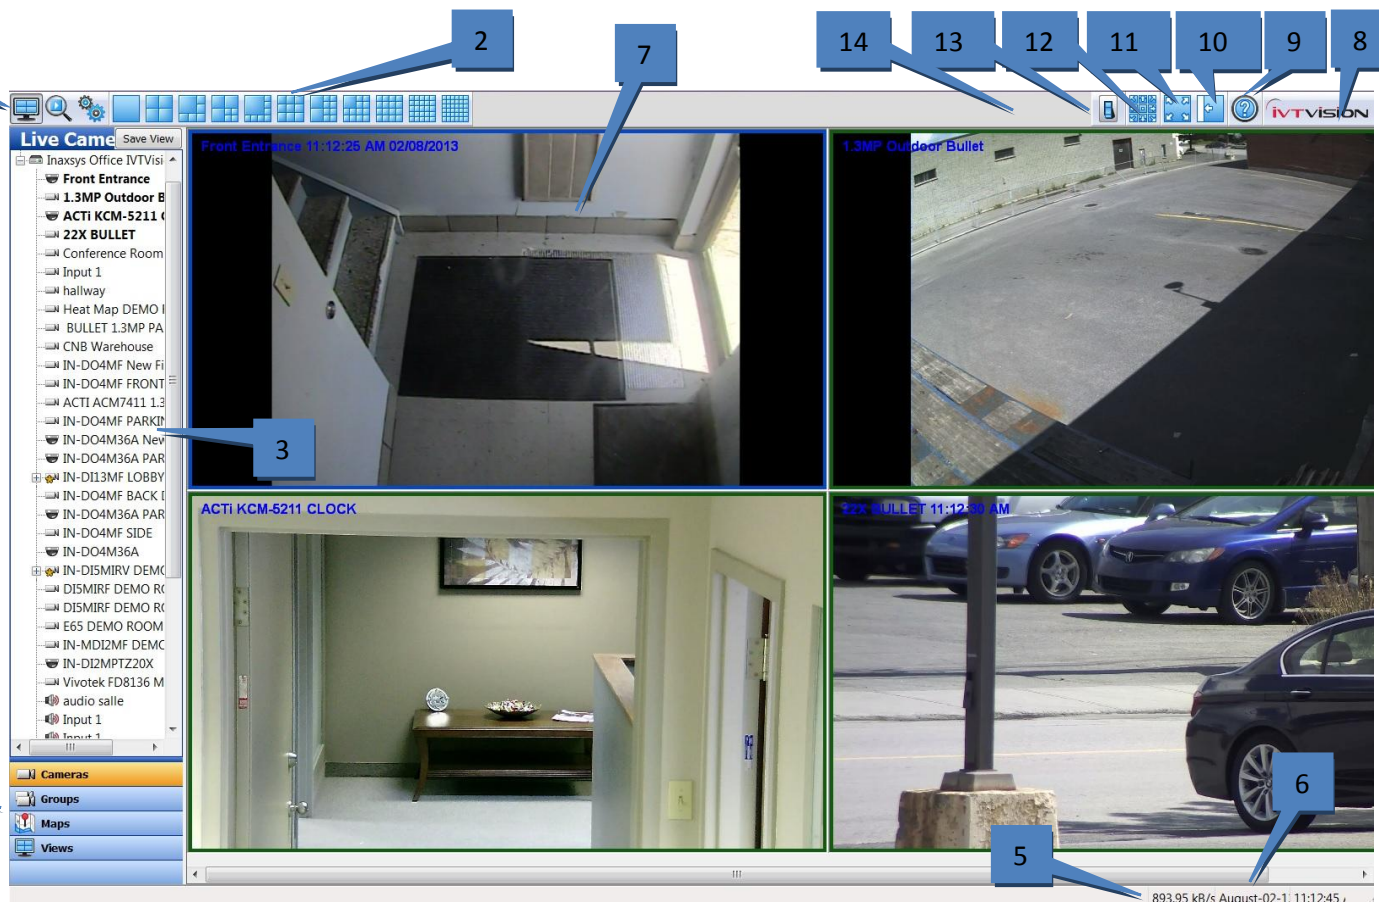 2
7
14
13
12
11
10
9
8
iVTVISION
Live Came
Save View
Inaxsys Office IVTVisi
Front Entrance
1.3MP Outdoor B
ACTi KCM-5211 (
22X BULLET
Conference Room
Input 1
hallway
Heat Map DEMO I
BULLET 1.3MP PA
CNB Warehouse
IN-DO4MF New Fi
IN-DO4MF FRONT
ACTI ACM7411 1.3
IN-DO4MF PARKIN
IN-DO4M36A New
IN-DO4M36A PAR
IN-DI13MF LOBBY
IN-DO4MF BACK D
IN-DO4M36A PAR
IN-DO4MF SIDE
IN-DO4M36A
IN-DI5MIRV DEMO
DI5MIRF DEMO RO
DI5MIRF DEMO RO
E65 DEMO ROOM
IN-MDI2MF DEMO
IN-DI2MPTZ20X
Vivotek FD8136 M
audio salle
Input 1
Input 1
3
Cameras
Groups
Maps
Views
Front Entrance 11:12:25 AM 02/08/2013
1.3MP Outdoor Bullet
ACTi KCM-5211 CLOCK
22X BULLET 11:12:30 AM
6
5
893.95 kB/s August-02-1 11:12:45